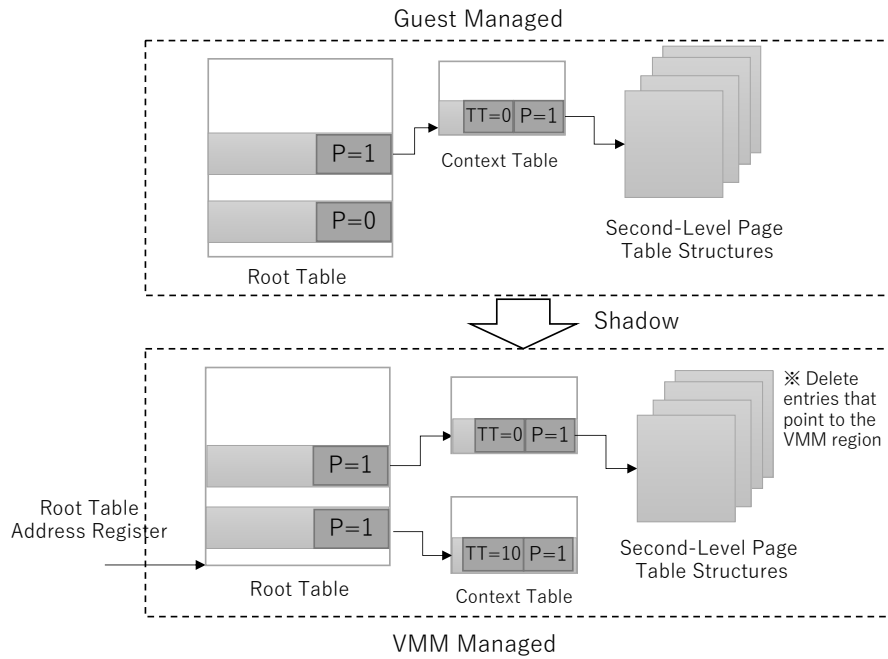 Guest Managed
TT=0 P=1
P=1
Context Table
P=0
Second-Level Page
Table Structures
Root Table
Shadow
※ Delete
entries that
point to the
VMM region
TT=0 P=1
P=1
Root Table
Address Register
P=1
TT=10 P=1
Second-Level Page
Table Structures
Root Table
Context Table
VMM Managed